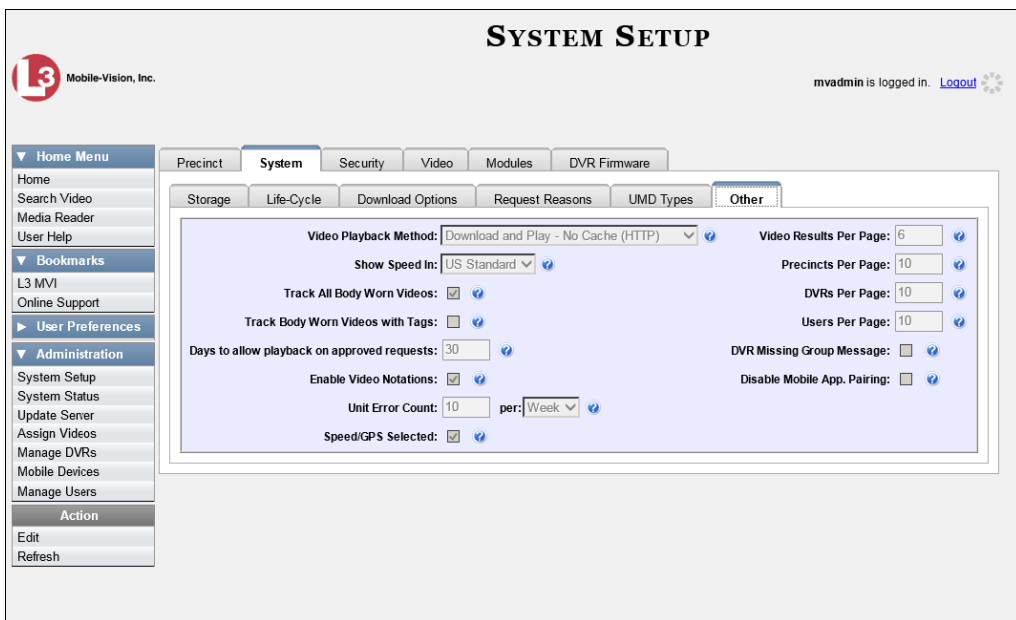 SYSTEM SETUP
L3
Mobile-Vision, Inc.
mvadmin is logged in. Logout
Home Menu
Home
Search Video
Media Reader
User Help
Bookmarks
L3 MVI
Online Support
User Preferences
Administration
System Setup
System Status
Update Server
Assign Videos
Manage DVRs
Mobile Devices
Manage Users
Action
Edit
Refresh
Precinct System Security Video Modules DVR Firmware
Storage Life-Cycle Download Options Request Reasons UMD Types Other
Video Playback Method: Download and Play - No Cache (HTTP) ?
Show Speed In: US Standard ?
Track All Body Worn Videos: ?
Track Body Worn Videos with Tags: ?
Days to allow playback on approved requests: 30 ?
Enable Video Notations: ?
Unit Error Count: 10 per: Week ?
Speed/GPS Selected: ?
Video Results Per Page: 6 ?
Precincts Per Page: 10 ?
DVRs Per Page: 10 ?
Users Per Page: 10 ?
DVR Missing Group Message: ?
Disable Mobile App. Pairing: ?